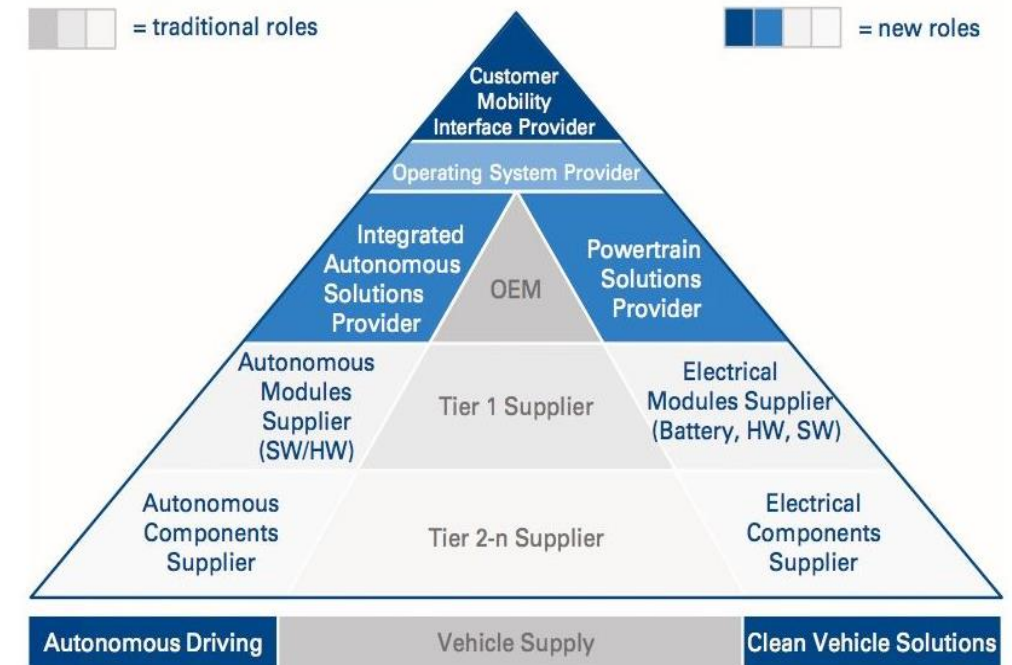 = traditional roles
= new roles
Customer
Mobility
Interface Provider
Operating System Provider
Integrated
Autonomous
Solutions
Provider
OEM
Powertrain
Solutions
Provider
Autonomous
Modules
Supplier
(SW/HW)
Tier 1 Supplier
Electrical
Modules Supplier
(Battery, HW, SW)
Autonomous
Components
Supplier
Tier 2-n Supplier
Electrical
Components
Supplier
Autonomous Driving
Vehicle Supply
Clean Vehicle Solutions